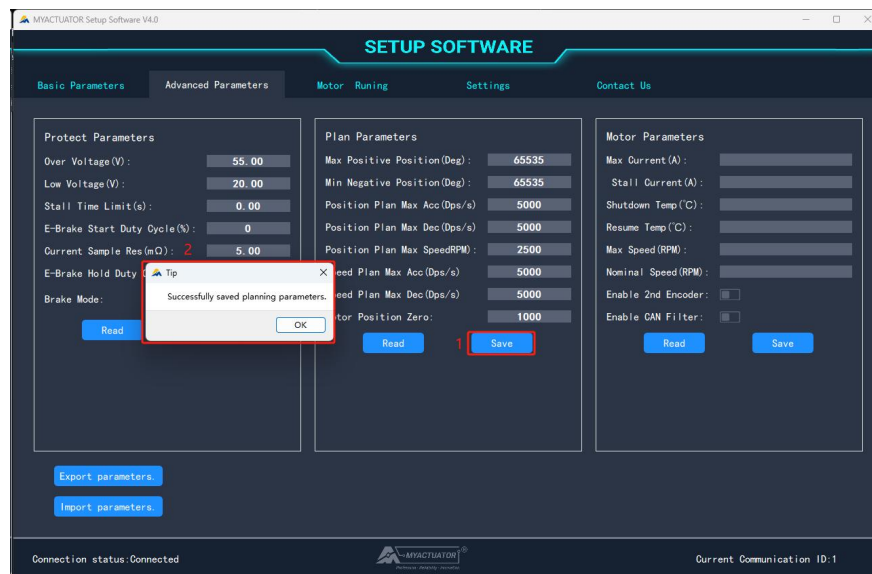 MYACTUATOR Setup Software V4.0
SETUP SOFTWARE
Basic Parameters
Advanced Parameters
Motor Runing
Settings
Contact Us
Protect Parameters
Over Voltage(V): 55.00
Low Voltage(V): 20.00
Stall Time Limit(s): 0.00
E-Brake Start Duty Cycle(%): 0
Current Sample Res(mΩ): 2 5.00
E-Brake Hold Duty
Brake Mode:
Read
Tip
Successfully saved planning parameters.
OK
Plan Parameters
Max Positive Position(Deg): 65535
Min Negative Position(Deg): 65535
Position Plan Max Acc(Dps/s) 5000
Position Plan Max Dec(Dps/s) 5000
Position Plan Max SpeedRPM): 2500
eed Plan Max Acc(Dps/s) 5000
eed Plan Max Dec(Dps/s) 5000
tor Position Zero: 1000
Read 1 Save
Motor Parameters
Max Current(A):
Stall Current(A):
Shutdown Temp(℃):
Resume Temp(℃):
Max Speed(RPM):
Nominal Speed(RPM):
Enable 2nd Encoder:
Enable CAN Filter:
Read Save
Export parameters.
Import parameters.
Connection status:Connected
MYACTUATOR®
Current Communication ID:1